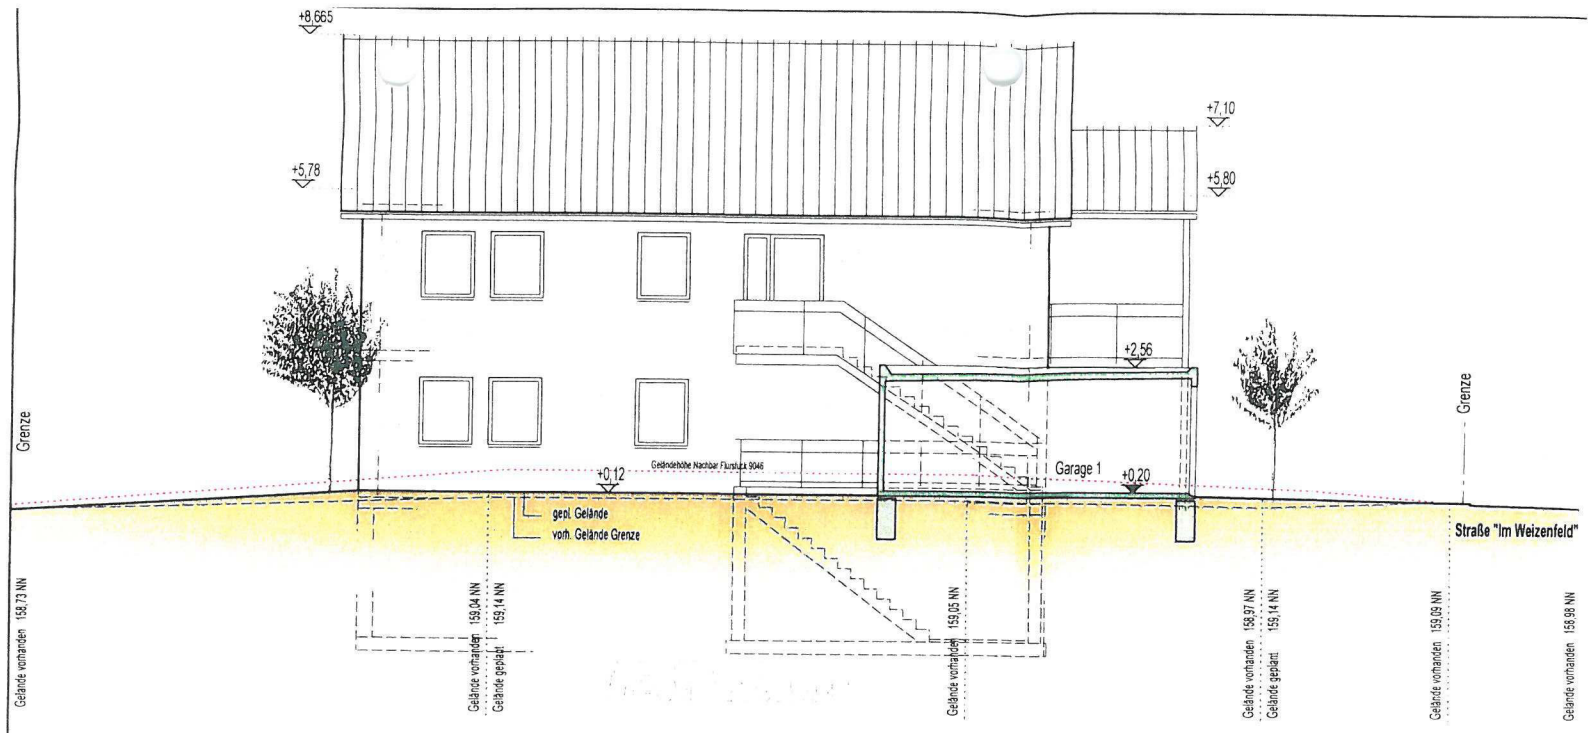 +8,665
+7,10
+5,78
+5,80
+2,56
Grenze
Grenze
Geländehöhe Nachbar Flurstück 9046
Garage 1
+0,12
+0,20
gepl. Gelände
vorh. Gelände Grenze
Straße "Im Weizenfeld"
Gelände vorhanden 158,73 NN
Gelände vorhanden 159,04 NN
Gelände geplant 159,14 NN
Gelände vorhanden 159,05 NN
Gelände vorhanden 158,97 NN
Gelände geplant 159,14 NN
Gelände vorhanden 159,09 NN
Gelände vorhanden 158,98 NN